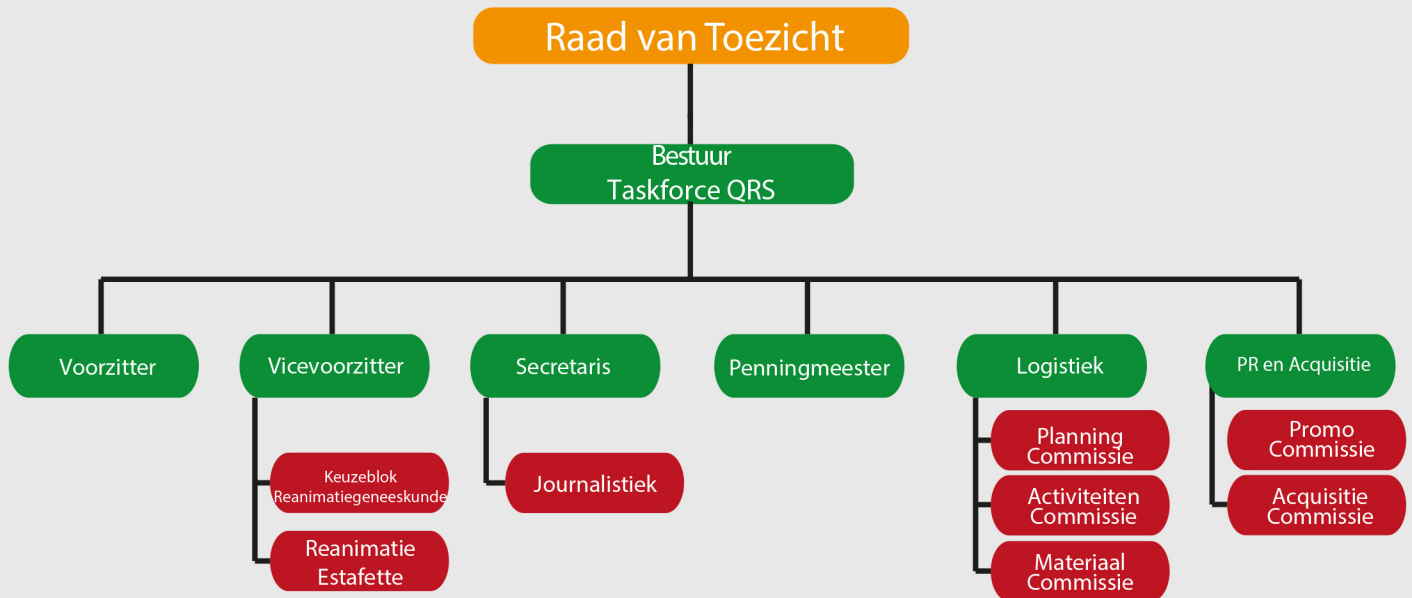 Raad van Toezicht
Bestuur
Taskforce QRS
Voorzitter
Vicevoorzitter
Secretaris
Penningmeester
Logistiek
PR en Acquisitie
Keuzeblok
Reanimatiegeneeskunde
Reanimatie
Estafette
Journalistiek
Planning
Commissie
Activiteiten
Commissie
Materiaal
Commissie
Promo
Commissie
Acquisitie
Commissie